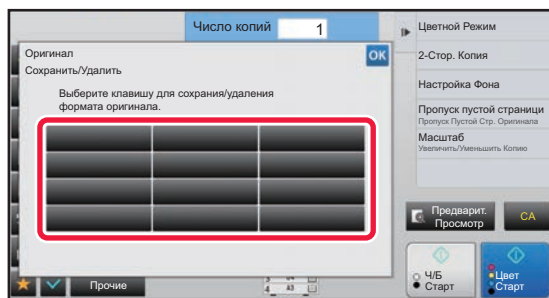 Число копий 1
Оригинал
Сохранить/Удалить
OK
Выберите клавишу для сохрания/удаления
формата оригинала.
Цветной Режим
2-Стор. Копия
Настройка Фона
Пропуск пустой страници
Пропуск Пустой Стр. Оригинала
Масштаб
Увеличить/Уменьшить Копию
Предварит.
Просмотр
CA
Ч/Б
Старт
Цвет
Старт
Прочие
4 A3